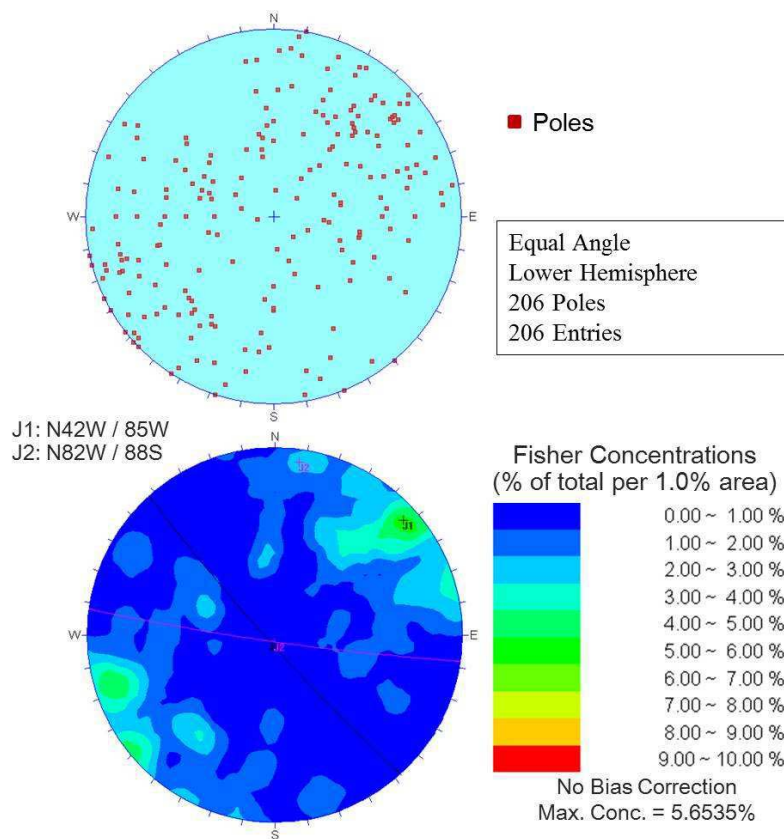 N
W
E
S
Poles
Equal Angle
Lower Hemisphere
206 Poles
206 Entries
J1: N42W / 85W
J2: N82W / 88S
N
W
E
S
J2
J1
J2
Fisher Concentrations
(% of total per 1.0% area)
0.00 ~ 1.00 %
1.00 ~ 2.00 %
2.00 ~ 3.00 %
3.00 ~ 4.00 %
4.00 ~ 5.00 %
5.00 ~ 6.00 %
6.00 ~ 7.00 %
7.00 ~ 8.00 %
8.00 ~ 9.00 %
9.00 ~ 10.00 %
No Bias Correction
Max. Conc. = 5.6535%